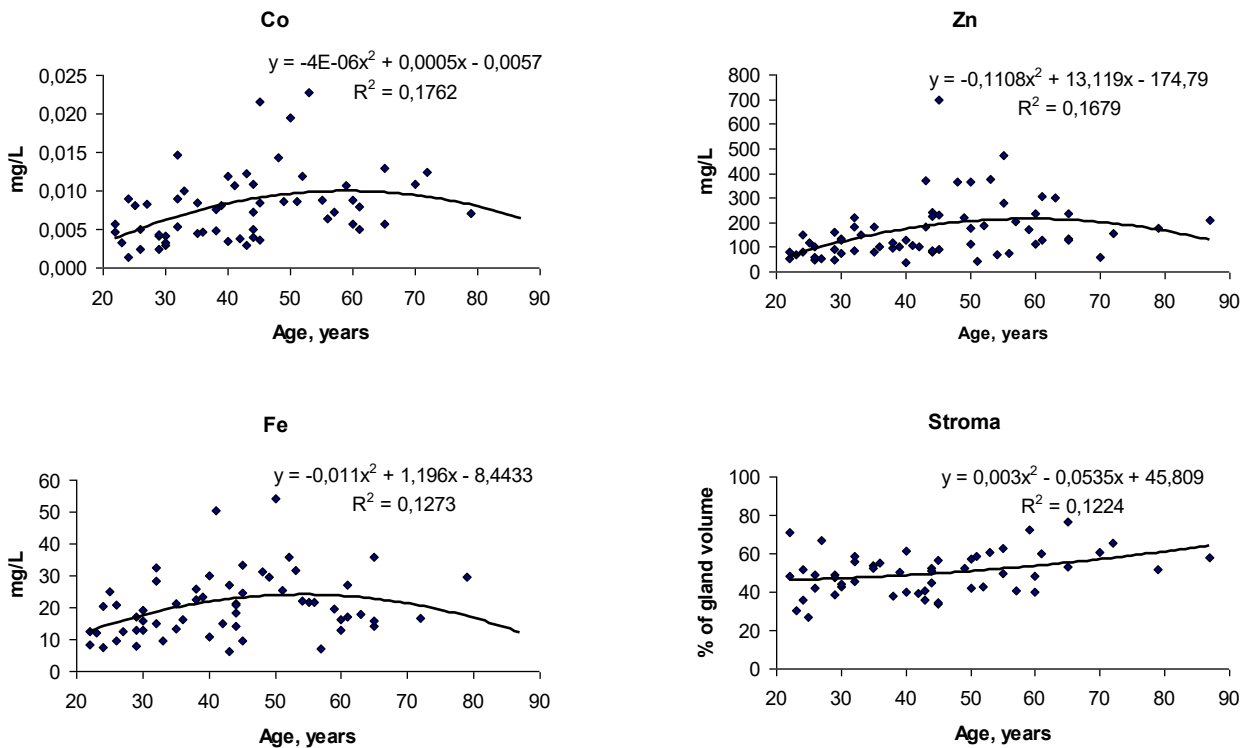 Co
y = -4E-06x² + 0,0005x - 0,0057
R² = 0,1762
0,025
0,020
0,015
0,010
0,005
0,000
mg/L
20 30 40 50 60 70 80 90
Age, years
Zn
y = -0,1108x² + 13,119x - 174,79
R² = 0,1679
800
700
600
500
400
300
200
100
0
mg/L
20 30 40 50 60 70 80 90
Age, years
Fe
y = -0,011x² + 1,196x - 8,4433
R² = 0,1273
60
50
40
30
20
10
0
mg/L
20 30 40 50 60 70 80 90
Age, years
Stroma
y = 0,003x² - 0,0535x + 45,809
R² = 0,1224
100
80
60
40
20
0
% of gland volume
20 30 40 50 60 70 80 90
Age, years